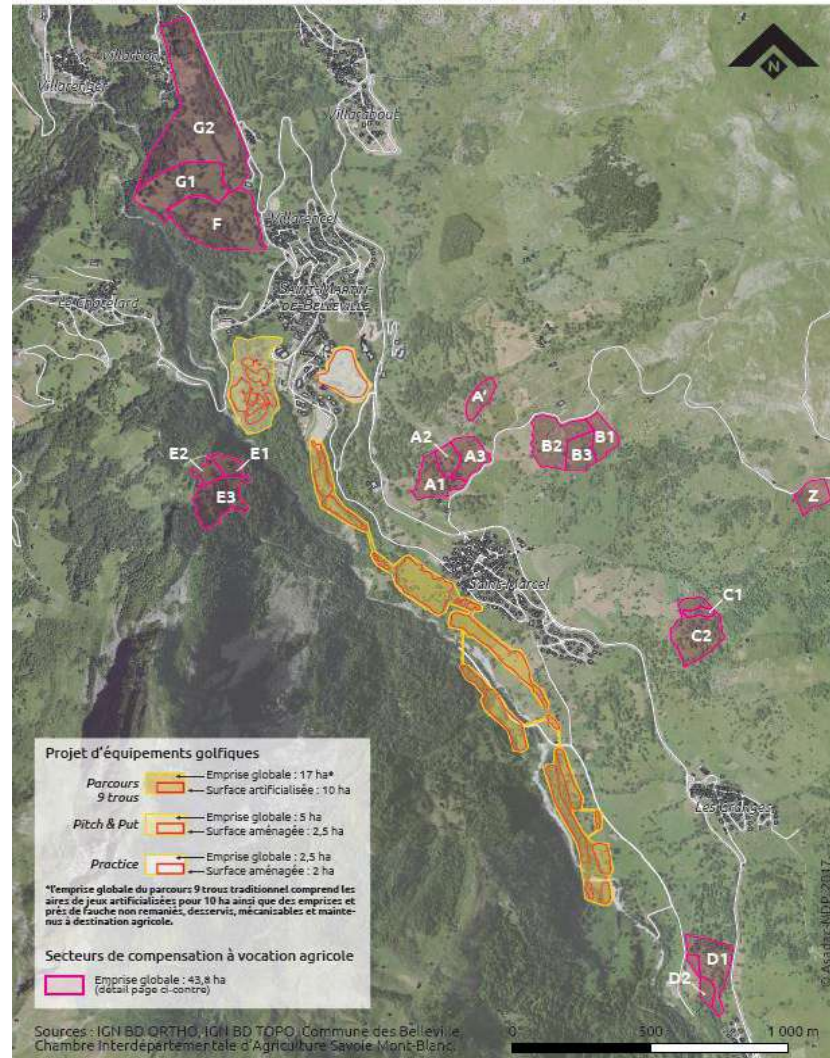 N
Villarbon
Villarenger
Villarabout
G2
G1
F
Villarencel
SAINT-MARTIN-
DE-BELLEVILLE
Le Châtelard
A'
A2
A3
A1
B2
B1
B3
Z
E2
E1
E3
Saint-Marcel
C1
C2
Les Granges
D1
D2
Projet d'équipements golfiques
Parcours
9 trous
Emprise globale : 17 ha*
Surface artificialisée : 10 ha
Pitch & Put
Emprise globale : 5 ha
Surface aménagée : 2,5 ha
Practice
Emprise globale : 2,5 ha
Surface aménagée : 2 ha
*l'emprise globale du parcours 9 trous traditionnel comprend les
aires de jeux artificialisées pour 10 ha ainsi que des emprises et
près de fauche non remaniés, desservis, mécanisables et mainte-
nus à destination agricole.
Secteurs de compensation à vocation agricole
Emprise globale : 43,8 ha
(détail page ci-contre)
Sources : IGN BD ORTHO, IGN BD TOPO, Commune des Belleville,
Chambre Interdépartementale d'Agriculture Savoie Mont-Blanc.
0 500 1 000 m